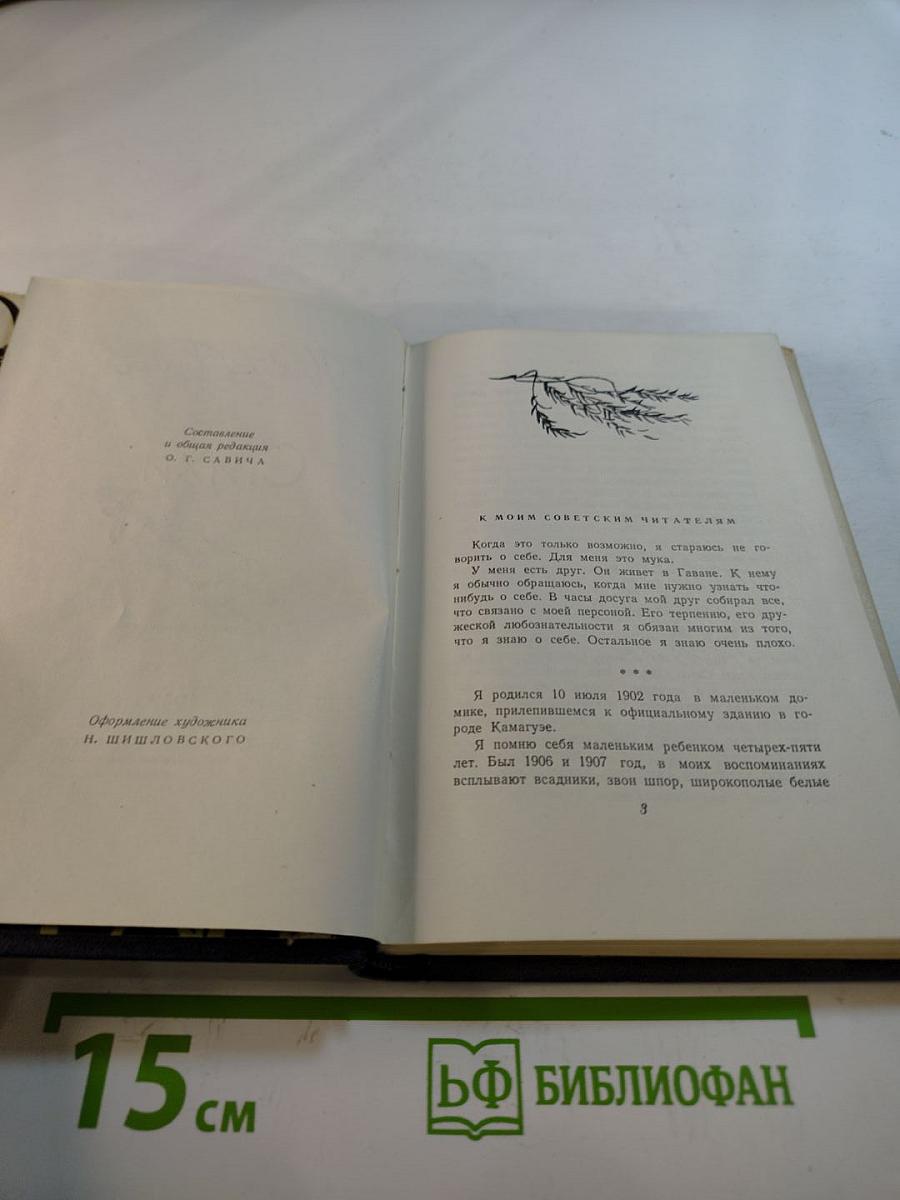 Составление
и общая редакция
О. Г. САВИЧА
Оформление художника
Н. ШИШЛОВСКОГО
К МОИМ СОВЕТСКИМ ЧИТАТЕЛЯМ
Когда это только возможно, я стараюсь не го-
ворить о себе. Для меня это мука.
У меня есть друг. Он живет в Гаване. К нему
я обычно обращаюсь, когда мне нужно узнать что-
нибудь о себе. В часы досуга мой друг собирал все,
что связано с моей персоной. Его терпению, его дру-
жеской любознательности я обязан многим из того,
что я знаю о себе. Остальное я знаю очень плохо.
* * *
Я родился 10 июля 1902 года в маленьком до-
мике, прилепившемся к официальному зданию в го-
роде Камагуэе.
Я помню себя маленьким ребенком четырех-пяти
лет. Был 1906 и 1907 год, в моих воспоминаниях
всплывают всадники, звон шпор, широкополые белые
3
15 см
ЬФ БИБЛИОФАН